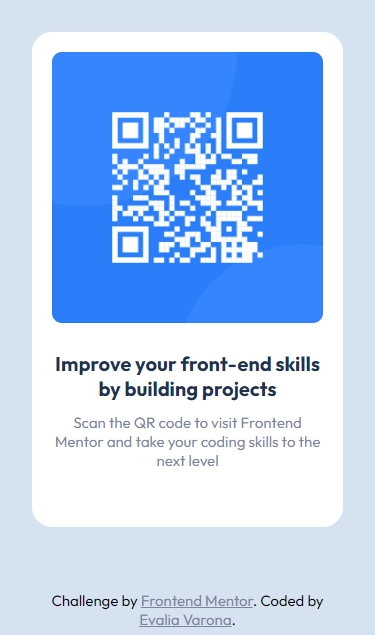 Improve your front-end skills
by building projects
Scan the QR code to visit Frontend
Mentor and take your coding skills to the
next level
Challenge by Frontend Mentor. Coded by
Evalia Varona.